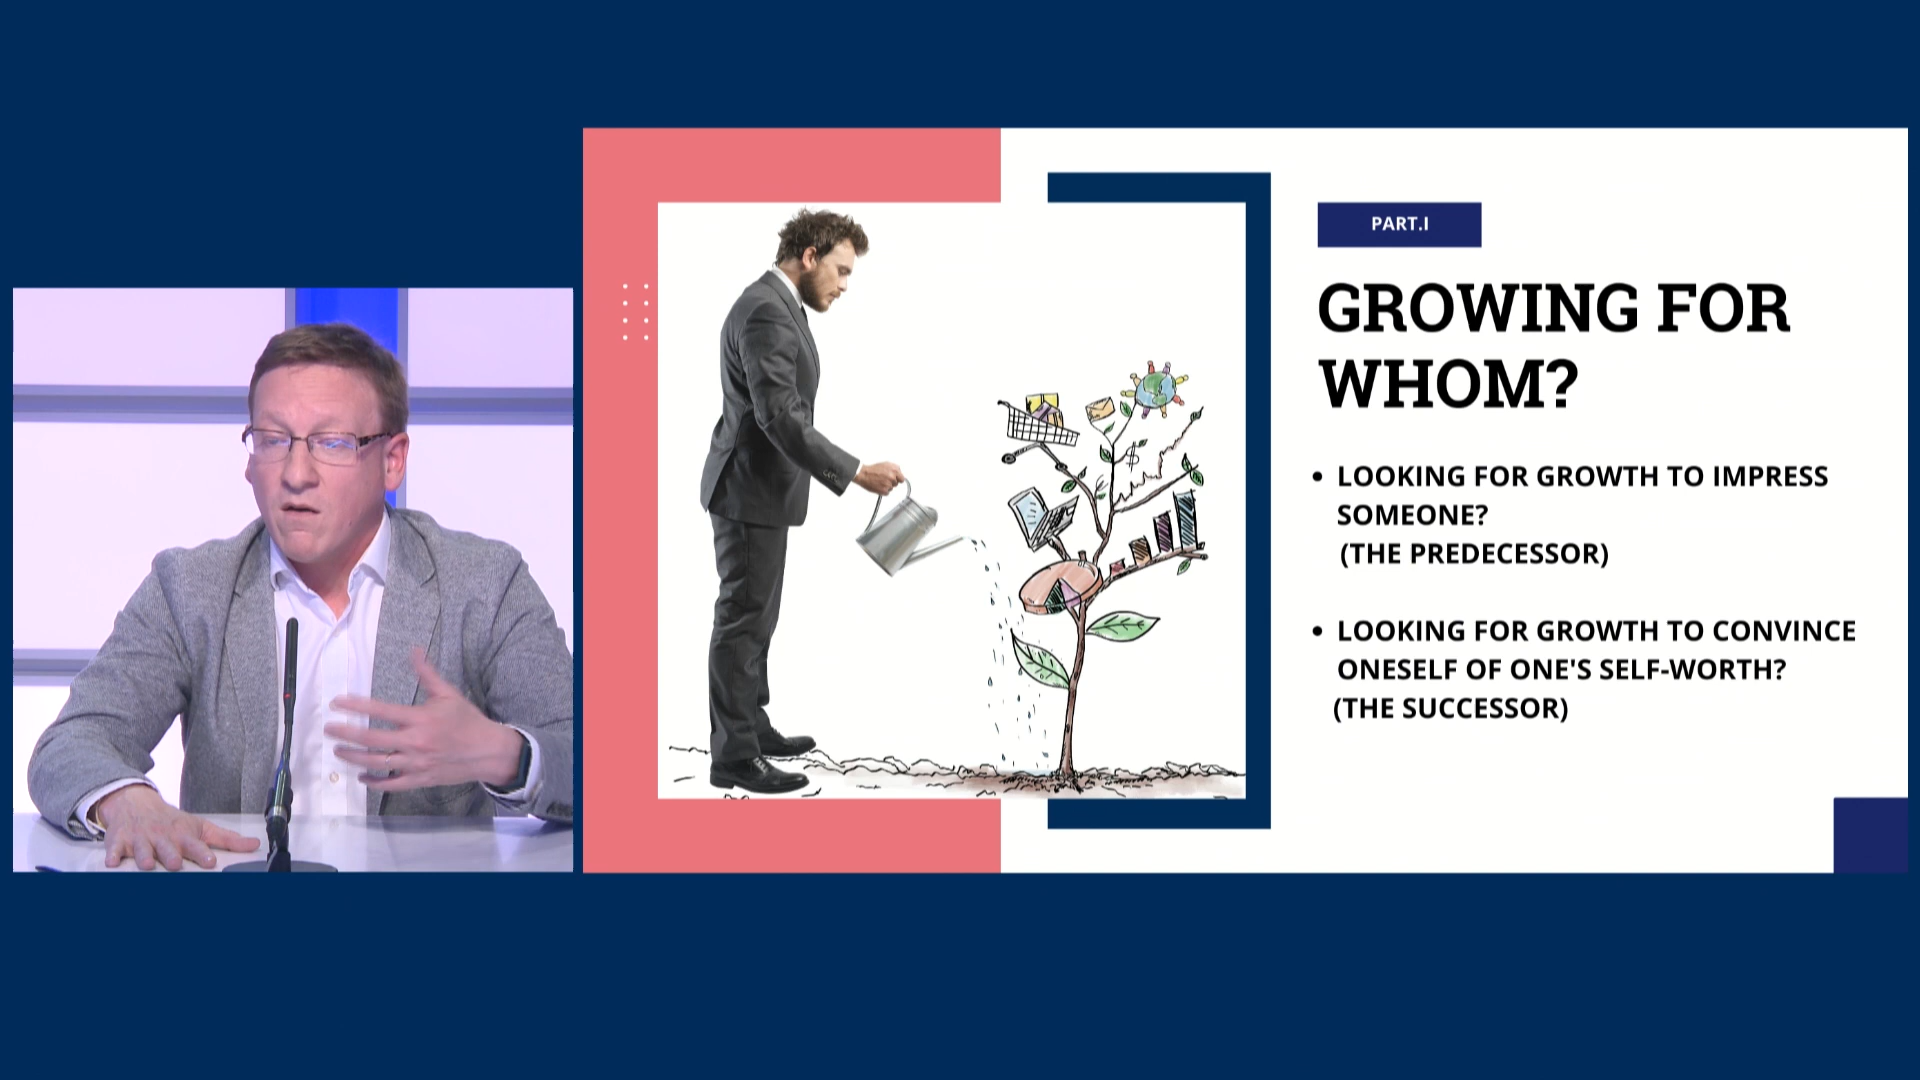 PART.I
GROWING FOR
WHOM?
• LOOKING FOR GROWTH TO IMPRESS
SOMEONE?
(THE PREDECESSOR)
• LOOKING FOR GROWTH TO CONVINCE
ONESELF OF ONE'S SELF-WORTH?
(THE SUCCESSOR)
$